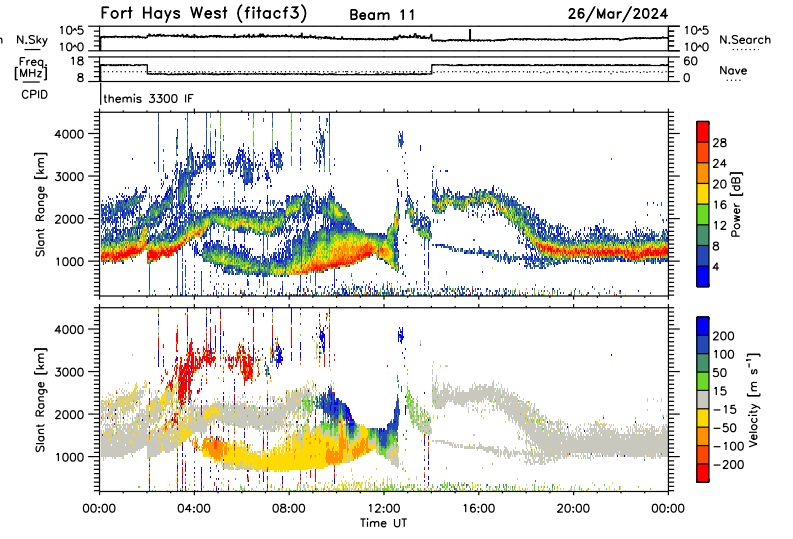 Fort Hays West (fitacf3) Beam 11 26/Mar/2024
N.Sky 10^5 10^0 10^5 10^0 N.Search
Freq. [MHz] 18 8 60 0 Nave
CPID themis 3300 IF
Slant Range [km]
4000
3000
2000
1000
Power [dB]
28
24
20
16
12
8
4
Slant Range [km]
4000
3000
2000
1000
Velocity [m s⁻¹]
200
100
50
15
−15
−50
−100
−200
00:00 04:00 08:00 12:00 16:00 20:00 00:00
Time UT